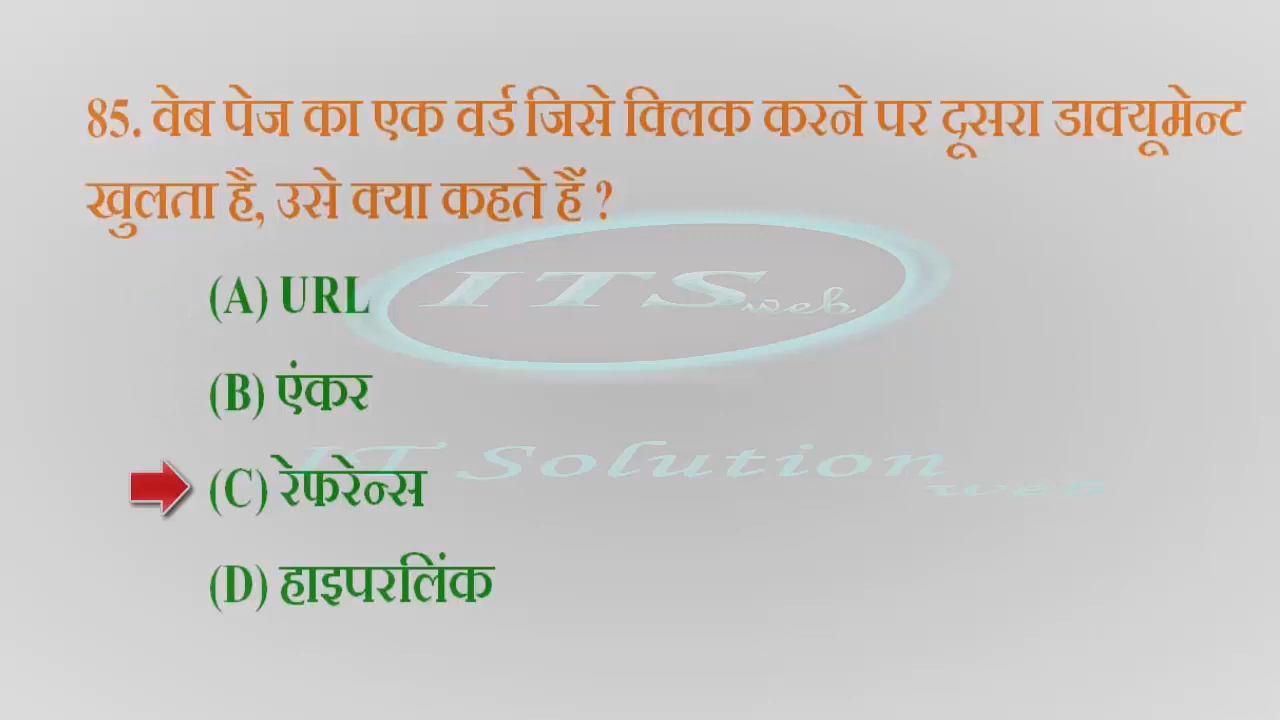 85. वेब पेज का एक वर्ड जिसे क्लिक करने पर दूसरा डाक्यूमेन्ट
खुलता है, उसे क्या कहते हैं ?
ITS web
(A) URL
(B) एंकर
IT Solution web
(C) रेफरेन्स
(D) हाइपरलिंक